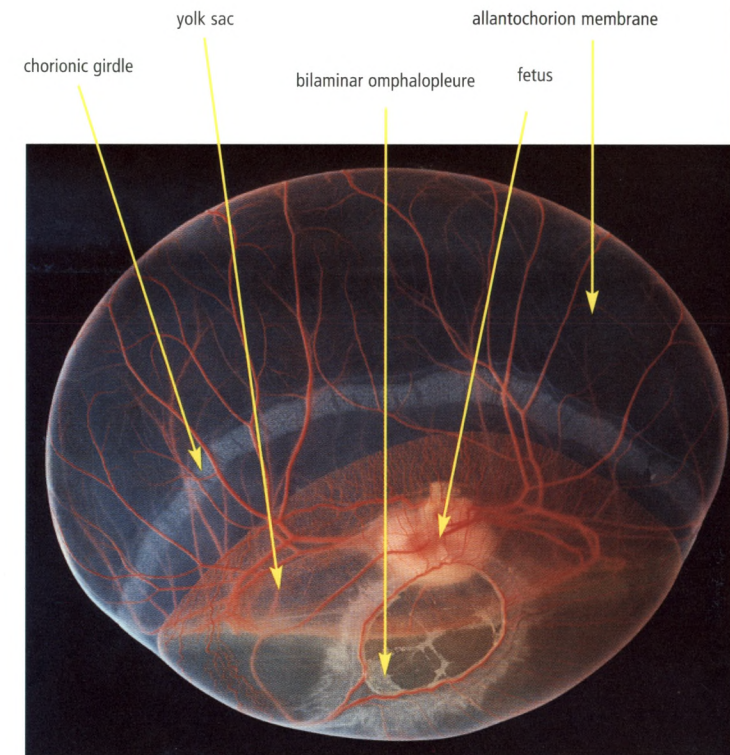 yolk sac
allantochorion membrane
chorionic girdle
bilaminar omphalopleure
fetus